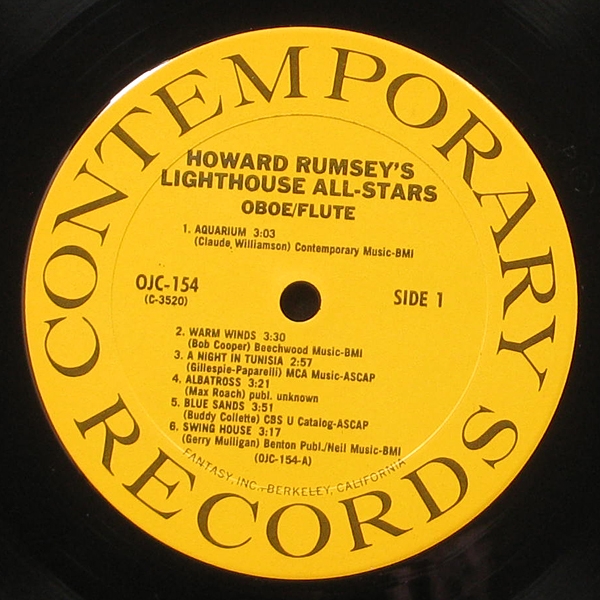 CONTEMPORARY
RECORDS
HOWARD RUMSEY'S
LIGHTHOUSE ALL-STARS
OBOE/FLUTE
1. AQUARIUM 3:03
(Claude Williamson) Contemporary Music-BMI
OJC-154
(C-3520)
SIDE 1
2. WARM WINDS 3:30
(Bob Cooper) Beechwood Music-BMI
3. A NIGHT IN TUNISIA 2:57
(Gillespie-Paparelli) MCA Music-ASCAP
4. ALBATROSS 3:21
(Max Roach) publ. unknown
5. BLUE SANDS 3:51
(Buddy Collette) CBS U Catalog-ASCAP
6. SWING HOUSE 3:17
(Gerry Mulligan) Benton Publ./Neil Music-BMI
(OJC-154-A)
FANTASY, INC.-BERKELEY, CALIFORNIA